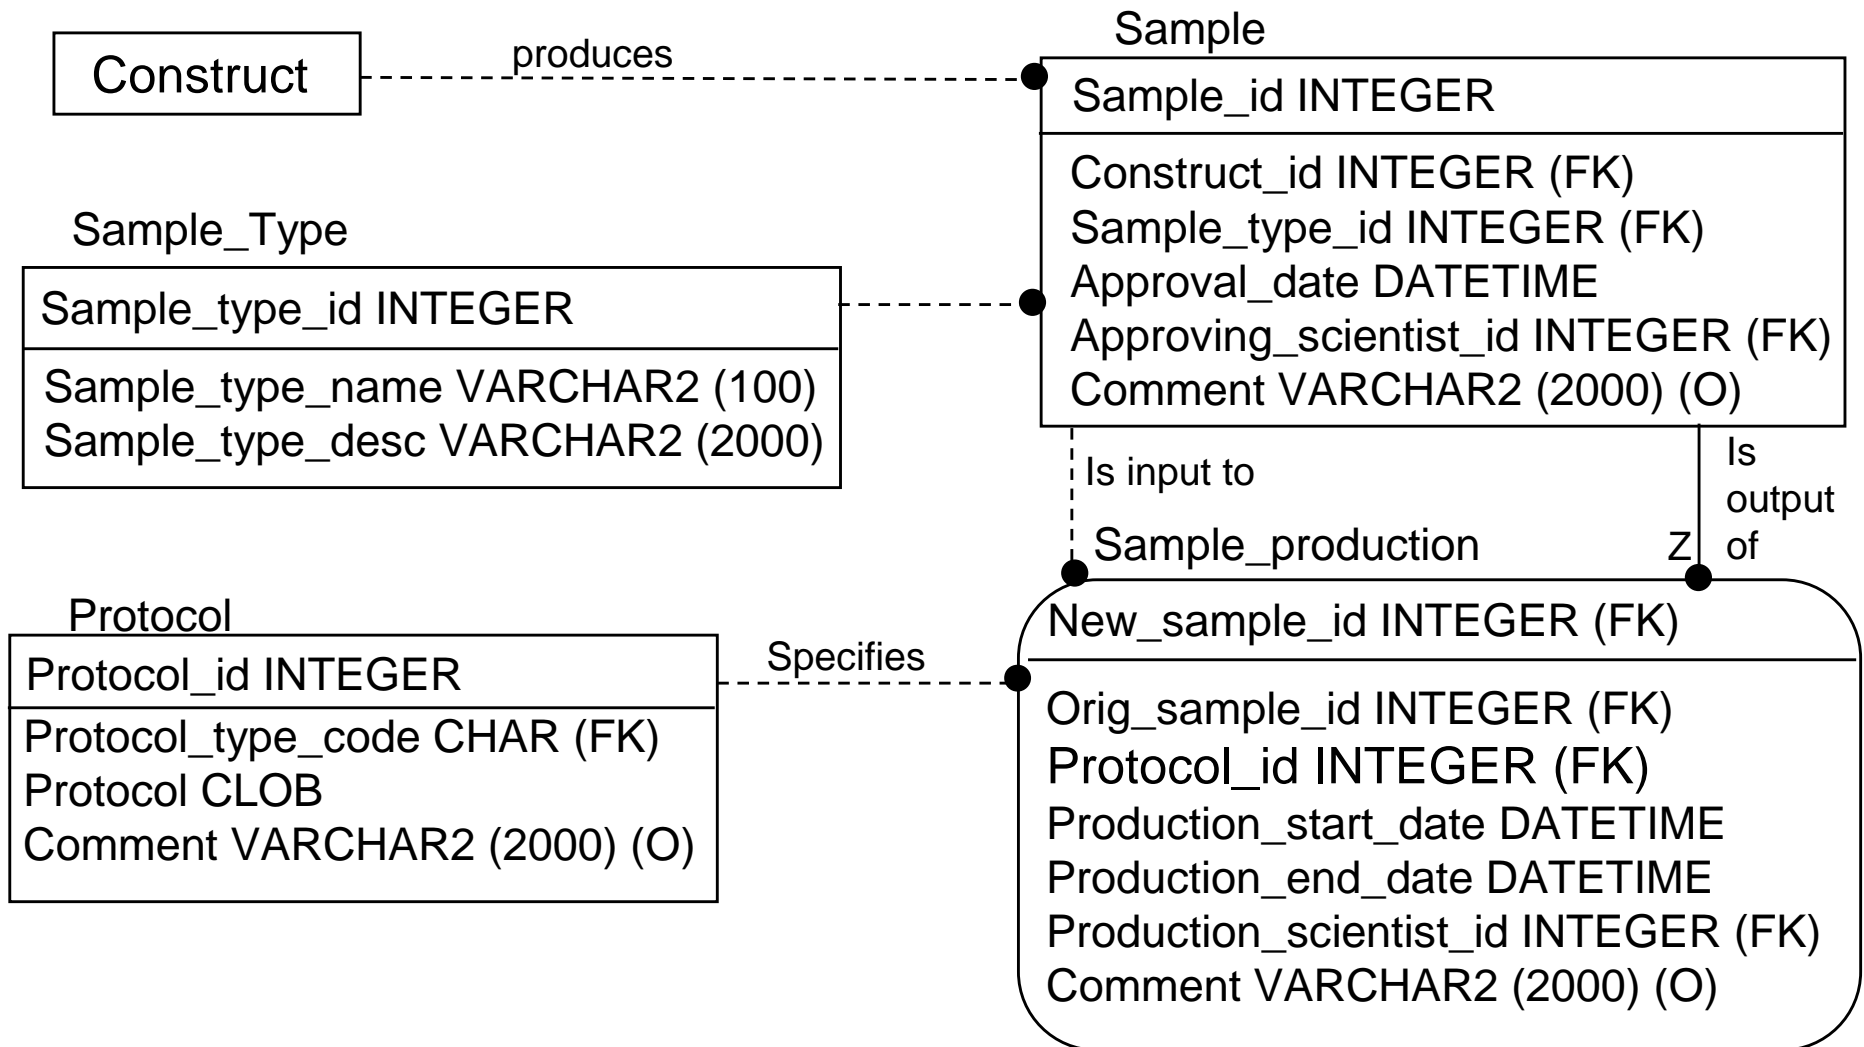 Construct
produces
Sample
Sample_id INTEGER
Construct_id INTEGER (FK)
Sample_type_id INTEGER (FK)
Approval_date DATETIME
Approving_scientist_id INTEGER (FK)
Comment VARCHAR2 (2000) (O)
Sample_Type
Sample_type_id INTEGER
Sample_type_name VARCHAR2 (100)
Sample_type_desc VARCHAR2 (2000)
Is input to
Is
output
of
Z
Sample_production
New_sample_id INTEGER (FK)
Orig_sample_id INTEGER (FK)
Protocol_id INTEGER (FK)
Production_start_date DATETIME
Production_end_date DATETIME
Production_scientist_id INTEGER (FK)
Comment VARCHAR2 (2000) (O)
Protocol
Protocol_id INTEGER
Protocol_type_code CHAR (FK)
Protocol CLOB
Comment VARCHAR2 (2000) (O)
Specifies